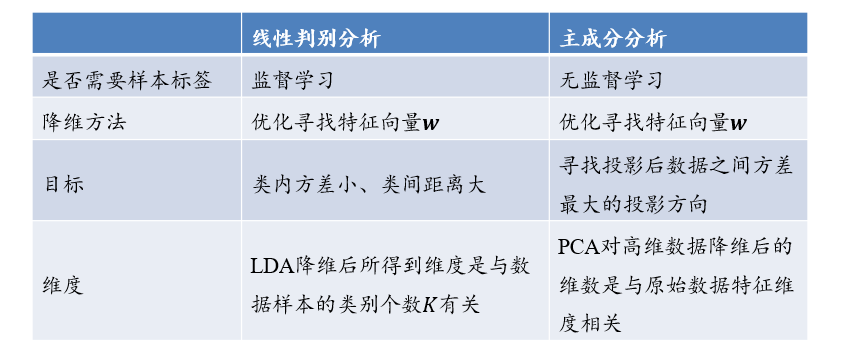 线性判别分析 主成分分析
是否需要样本标签 监督学习 无监督学习
降维方法 优化寻找特征向量w 优化寻找特征向量w
目标 类内方差小、类间距离大 寻找投影后数据之间方差
最大的投影方向
维度 LDA降维后所得到维度是与数
据样本的类别个数K有关
PCA对高维数据降维后的
维数是与原始数据特征维
度相关